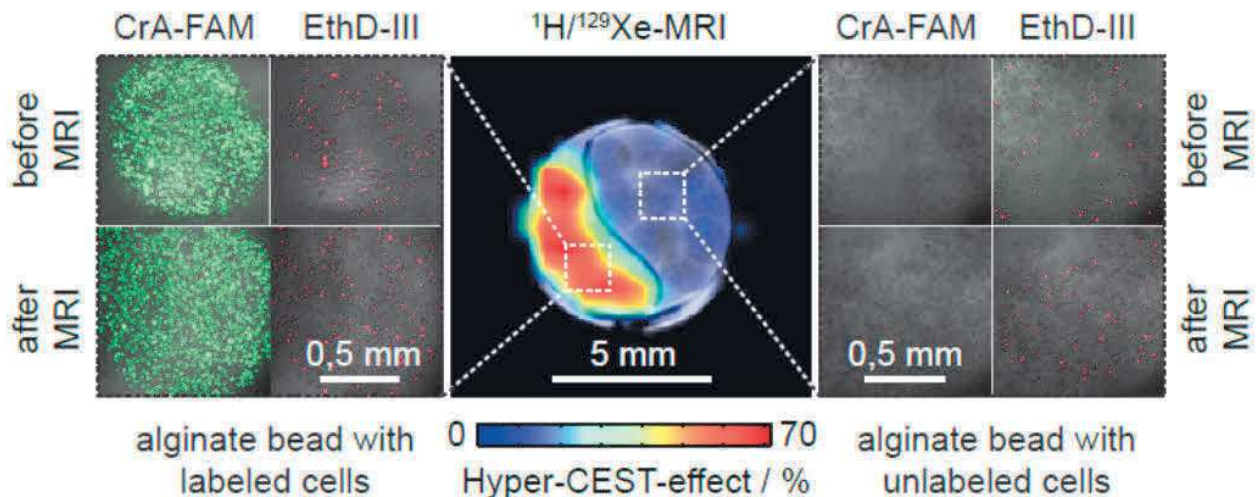 CrA-FAM EthD-III ¹H/¹²⁹Xe-MRI CrA-FAM EthD-III
before
MRI
before
MRI
after
MRI
after
MRI
0,5 mm 5 mm 0,5 mm
alginate bead with
labeled cells
0 70
Hyper-CEST-effect / %
alginate bead with
unlabeled cells